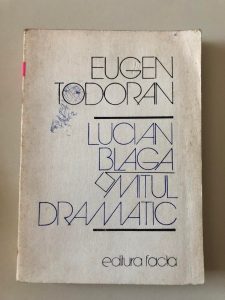 EUGEN
TODORAN
LUCIAN
BLAGA
MITUL
DRAMATIC
editura facla